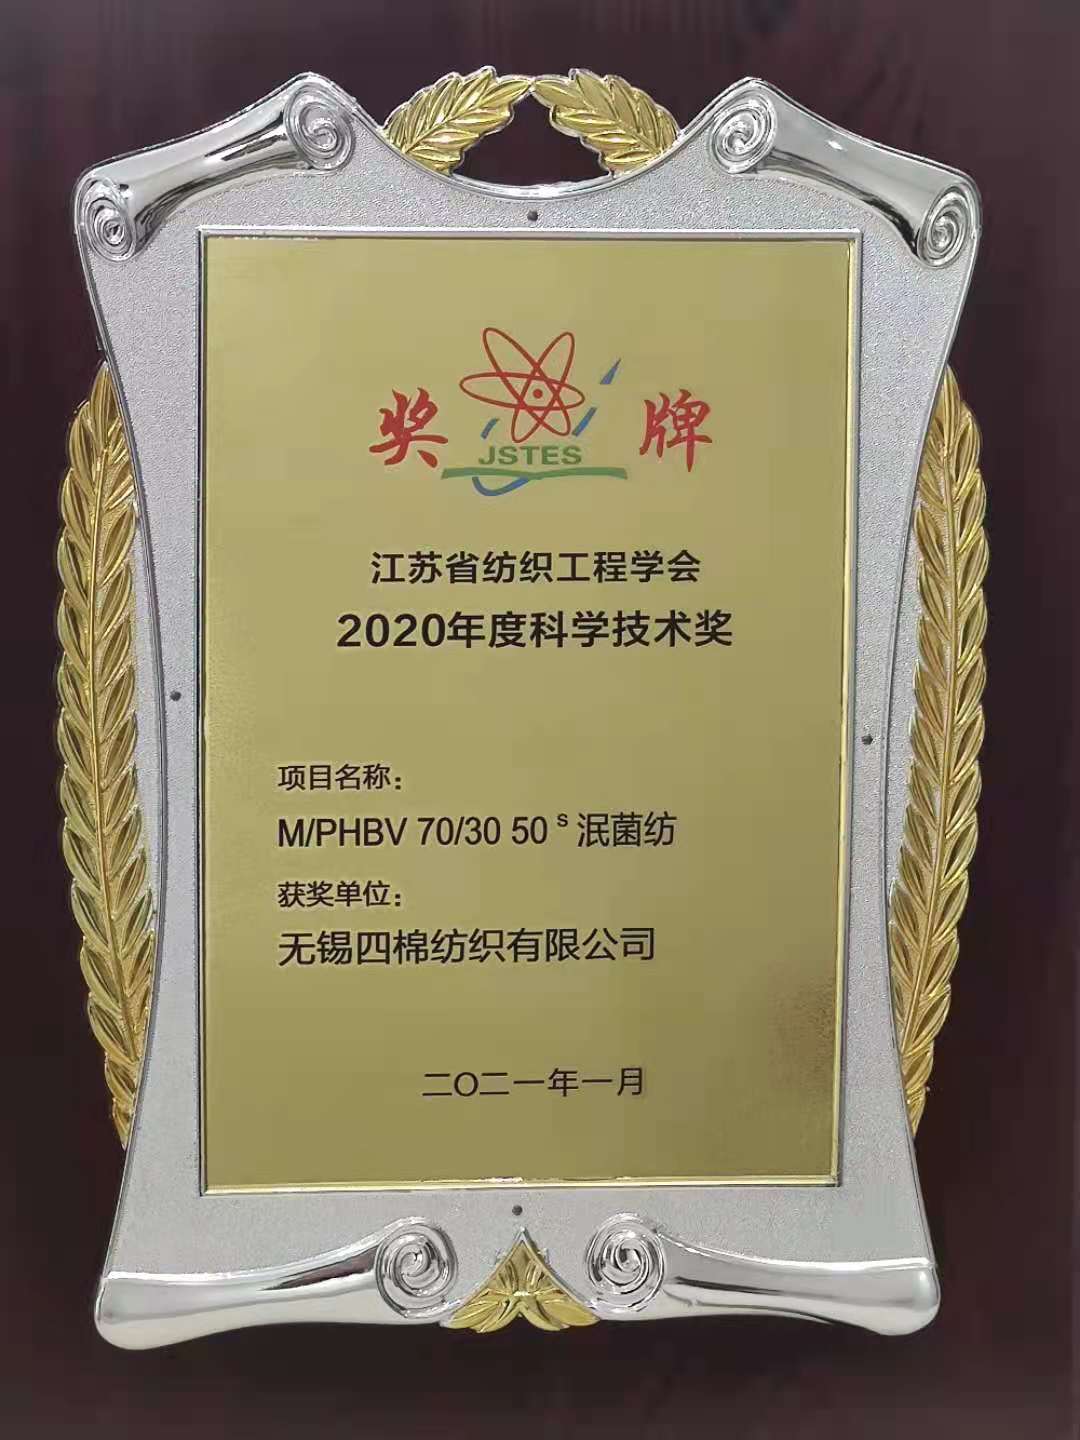 奖 JSTES 牌
江苏省纺织工程学会
2020年度科学技术奖
项目名称:
M/PHBV 70/30 50 s 泯菌纺
获奖单位:
无锡四棉纺织有限公司
二〇二一年一月